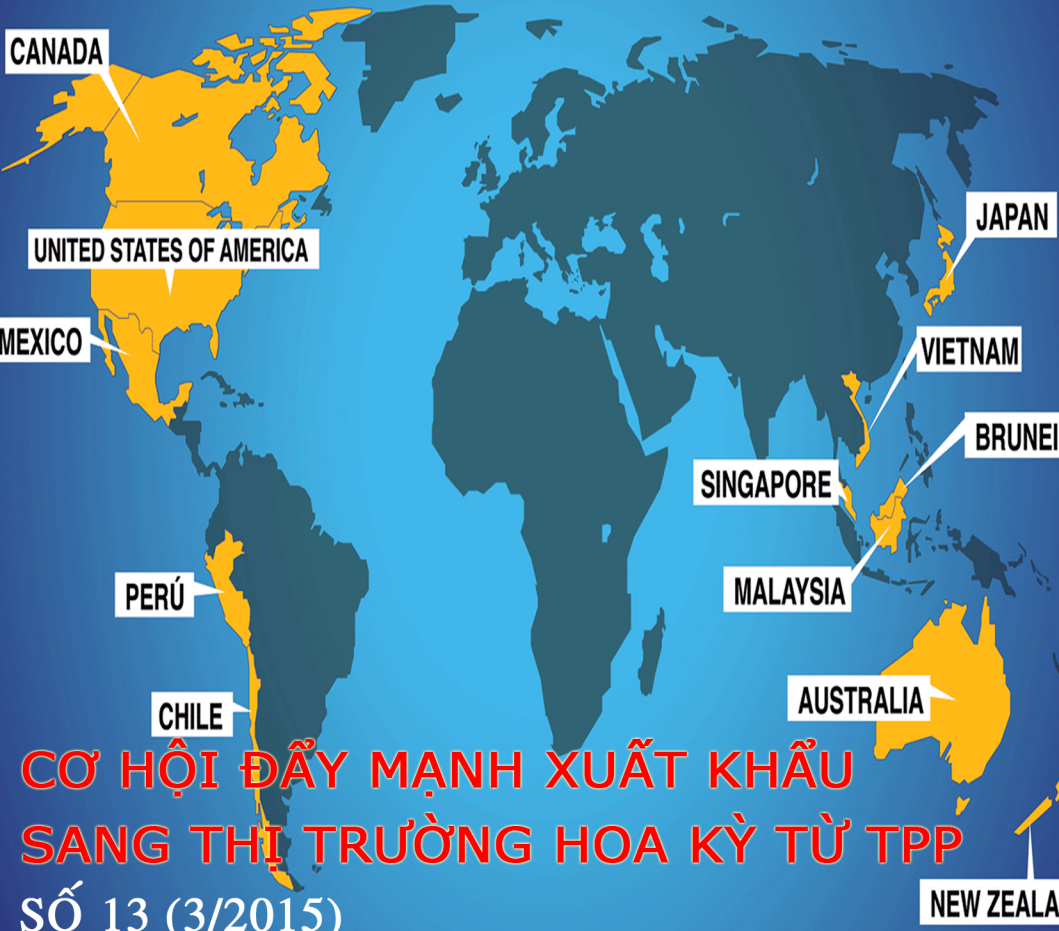 CANADA
UNITED STATES OF AMERICA
MEXICO
JAPAN
VIETNAM
BRUNEI
SINGAPORE
MALAYSIA
PERÚ
CHILE
AUSTRALIA
CƠ HỘI ĐẨY MẠNH XUẤT KHẨU
SANG THỊ TRƯỜNG HOA KỲ TỪ TPP
NEW ZEALA
SỐ 13 (3/2015)